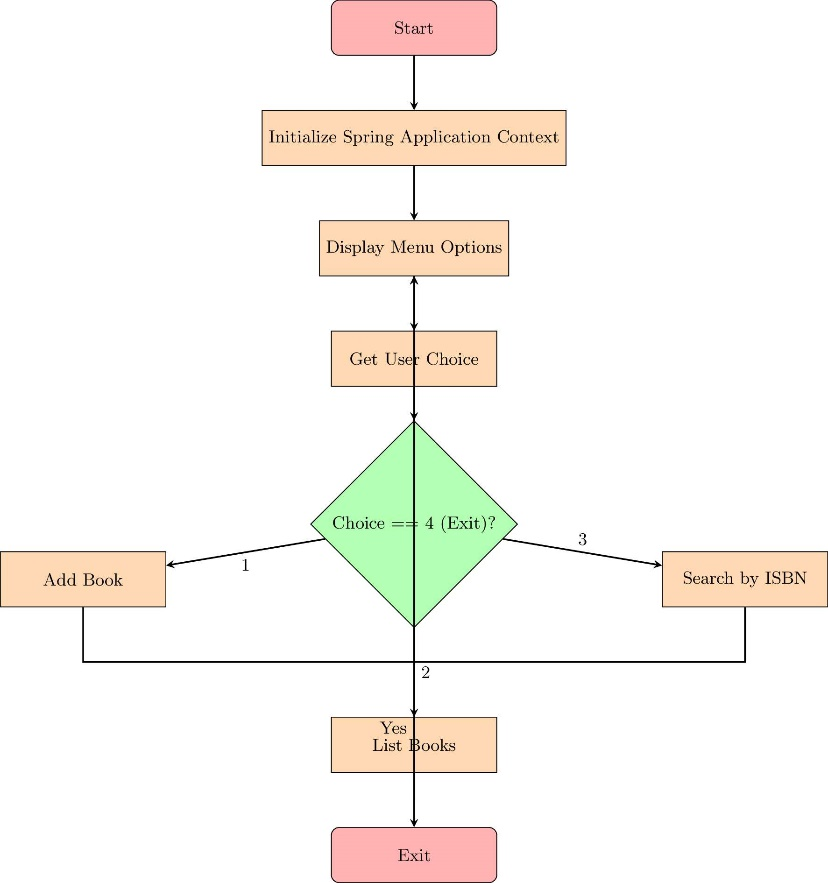 Start
Initialize Spring Application Context
Display Menu Options
Get User Choice
Choice == 4 (Exit)?
1
3
Add Book
Search by ISBN
2
Yes
List Books
Exit